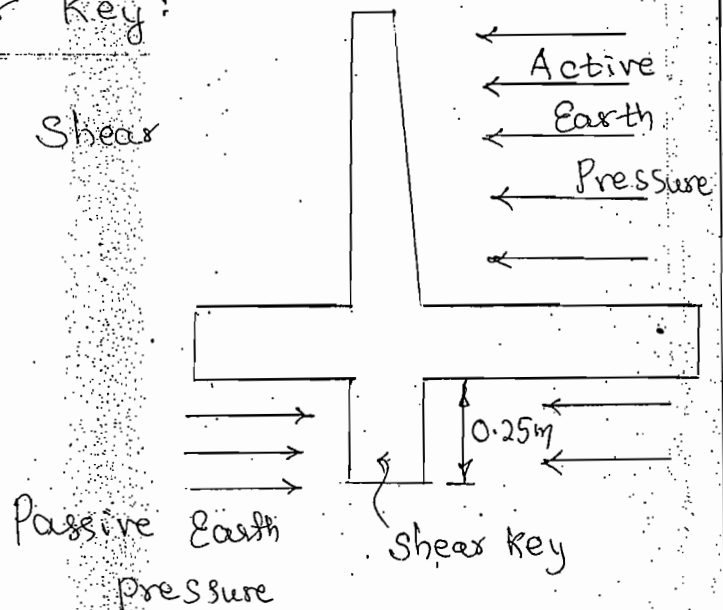 Key:
Shear
Active
Earth
Pressure
0.25m
Passive Earth
pressure
Shear Key